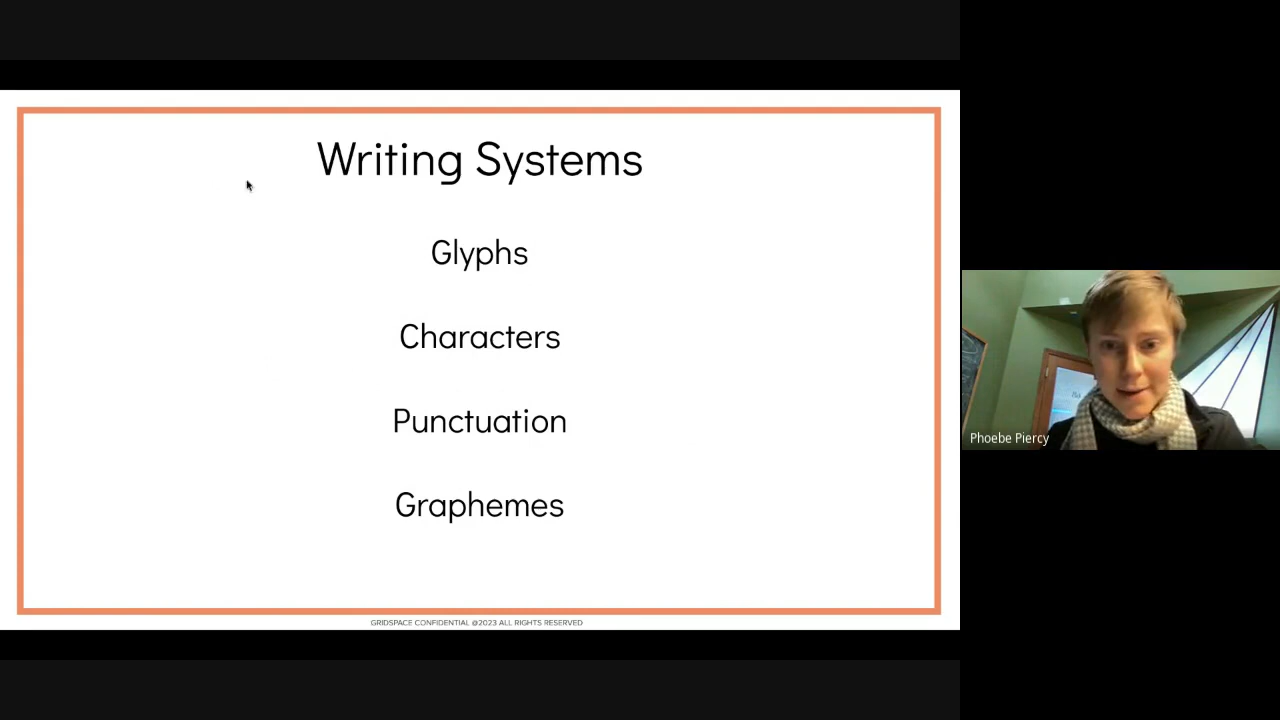 Writing Systems
Glyphs
Characters
Punctuation
Graphemes
GRIDSPACE CONFIDENTIAL @2023 ALL RIGHTS RESERVED
Phoebe Piercy